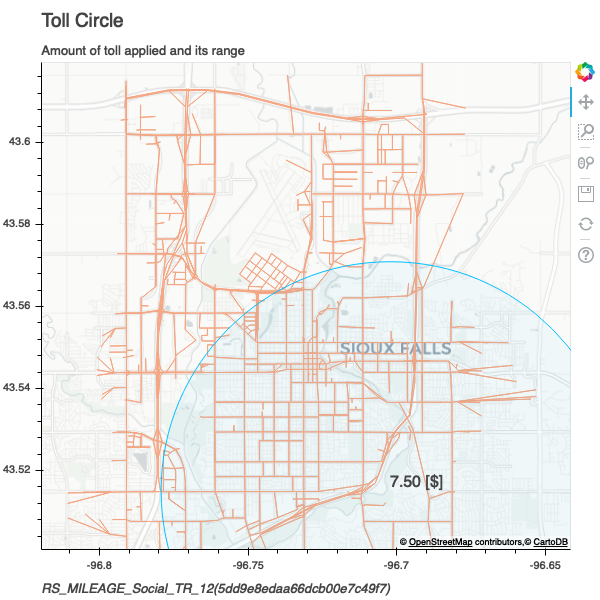 Toll Circle
Amount of toll applied and its range
43.6
43.58
43.56
SIOUX FALLS
43.54
43.52
7.50 [$]
© OpenStreetMap contributors,© CartoDB
-96.8 -96.75 -96.7 -96.65
RS_MILEAGE_Social_TR_12(5dd9e8edaa66dcb00e7c49f7)